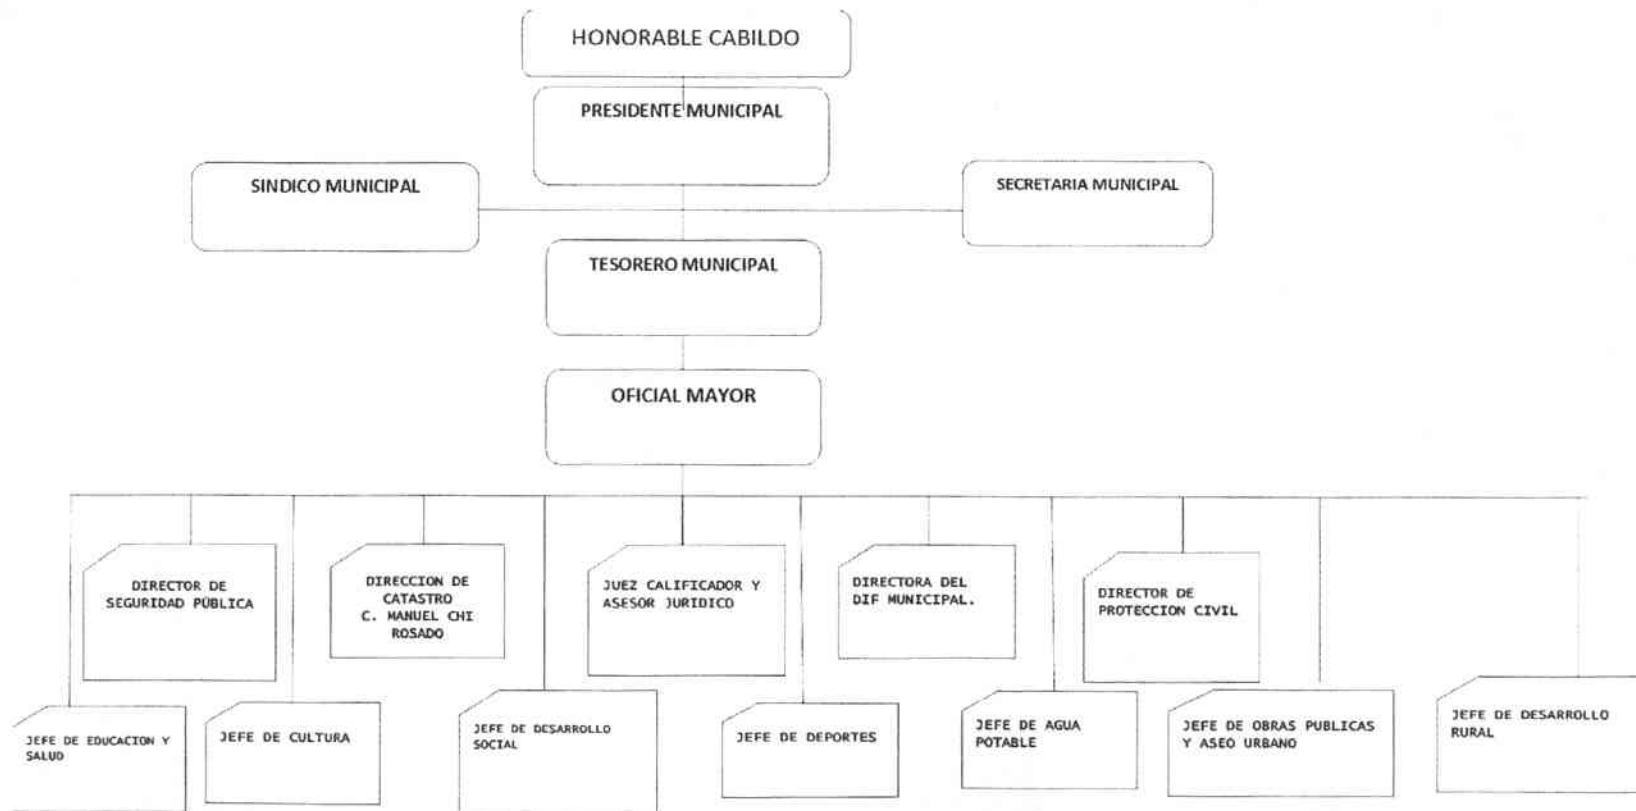 HONORABLE CABILDO
PRESIDENTE MUNICIPAL
SINDICO MUNICIPAL
SECRETARIA MUNICIPAL
TESORERO MUNICIPAL
OFICIAL MAYOR
DIRECTOR DE
SEGURIDAD PÚBLICA
DIRECCION DE
CATASTRO
C. MANUEL CHI
ROSADO
JUEZ CALIFICADOR Y
ASESOR JURIDICO
DIRECTORA DEL
DIF MUNICIPAL.
DIRECTOR DE
PROTECCION CIVIL
JEFE DE EDUCACION Y
SALUD
JEFE DE CULTURA
JEFE DE DESARROLLO
SOCIAL
JEFE DE DEPORTES
JEFE DE AGUA
POTABLE
JEFE DE OBRAS PUBLICAS
Y ASEO URBANO
JEFE DE DESARROLLO
RURAL